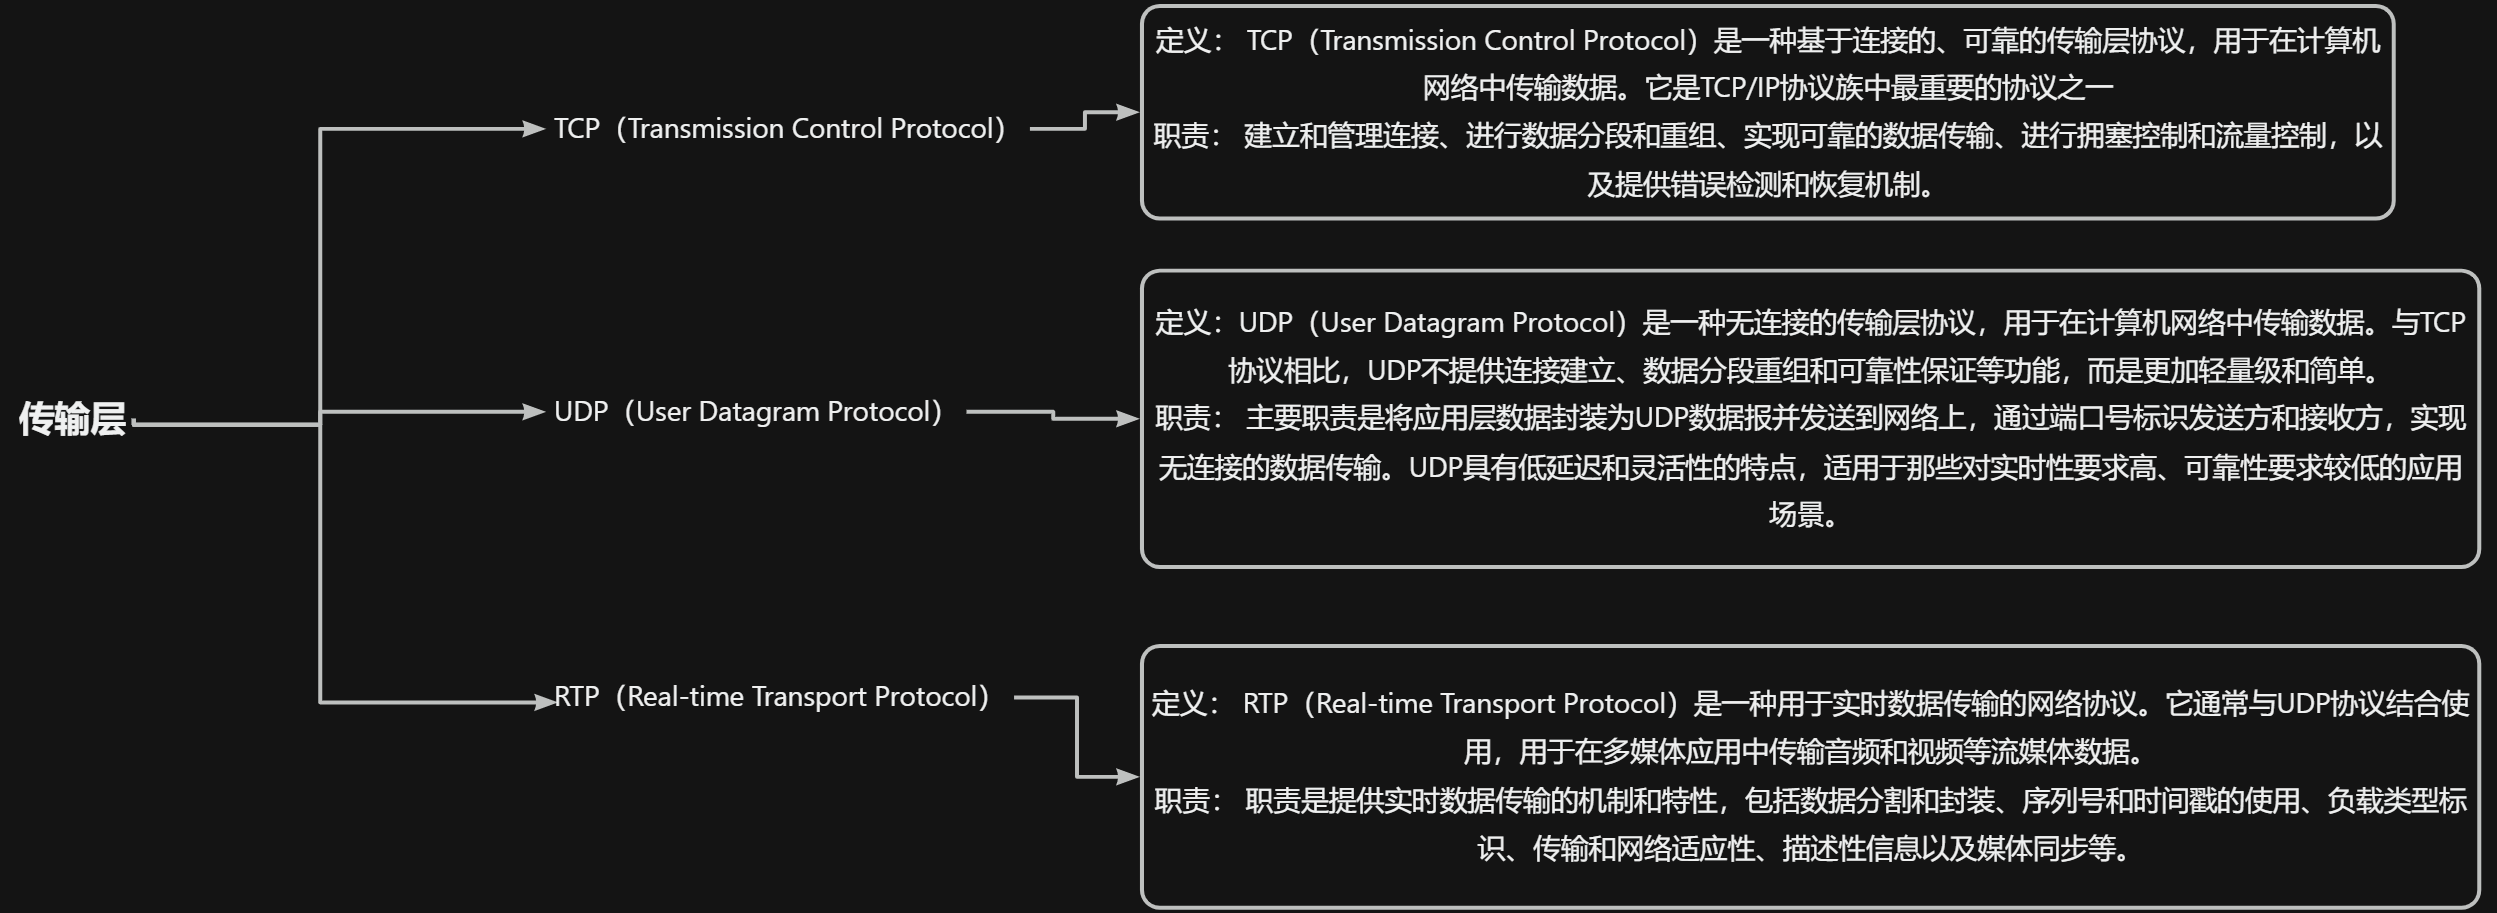 传输层
TCP（Transmission Control Protocol）
定义： TCP（Transmission Control Protocol）是一种基于连接的、可靠的传输层协议，用于在计算机
网络中传输数据。它是TCP/IP协议族中最重要的协议之一
职责： 建立和管理连接、进行数据分段和重组、实现可靠的数据传输、进行拥塞控制和流量控制，以
及提供错误检测和恢复机制。
UDP（User Datagram Protocol）
定义：UDP（User Datagram Protocol）是一种无连接的传输层协议，用于在计算机网络中传输数据。与TCP
协议相比，UDP不提供连接建立、数据分段重组和可靠性保证等功能，而是更加轻量级和简单。
职责： 主要职责是将应用层数据封装为UDP数据报并发送到网络上，通过端口号标识发送方和接收方，实现
无连接的数据传输。UDP具有低延迟和灵活性的特点，适用于那些对实时性要求高、可靠性要求较低的应用
场景。
RTP（Real-time Transport Protocol）
定义： RTP（Real-time Transport Protocol）是一种用于实时数据传输的网络协议。它通常与UDP协议结合使
用，用于在多媒体应用中传输音频和视频等流媒体数据。
职责： 职责是提供实时数据传输的机制和特性，包括数据分割和封装、序列号和时间戳的使用、负载类型标
识、传输和网络适应性、描述性信息以及媒体同步等。